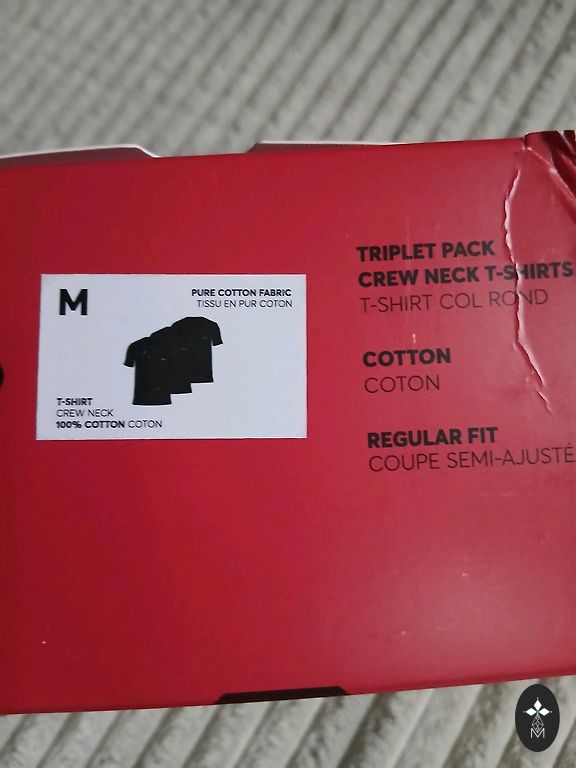 M
PURE COTTON FABRIC
TISSU EN PUR COTON
T-SHIRT
CREW NECK
100% COTTON COTON
TRIPLET PACK
CREW NECK T-SHIRTS
T-SHIRT COL ROND
COTTON
COTON
REGULAR FIT
COUPE SEMI-AJUSTÉ
M